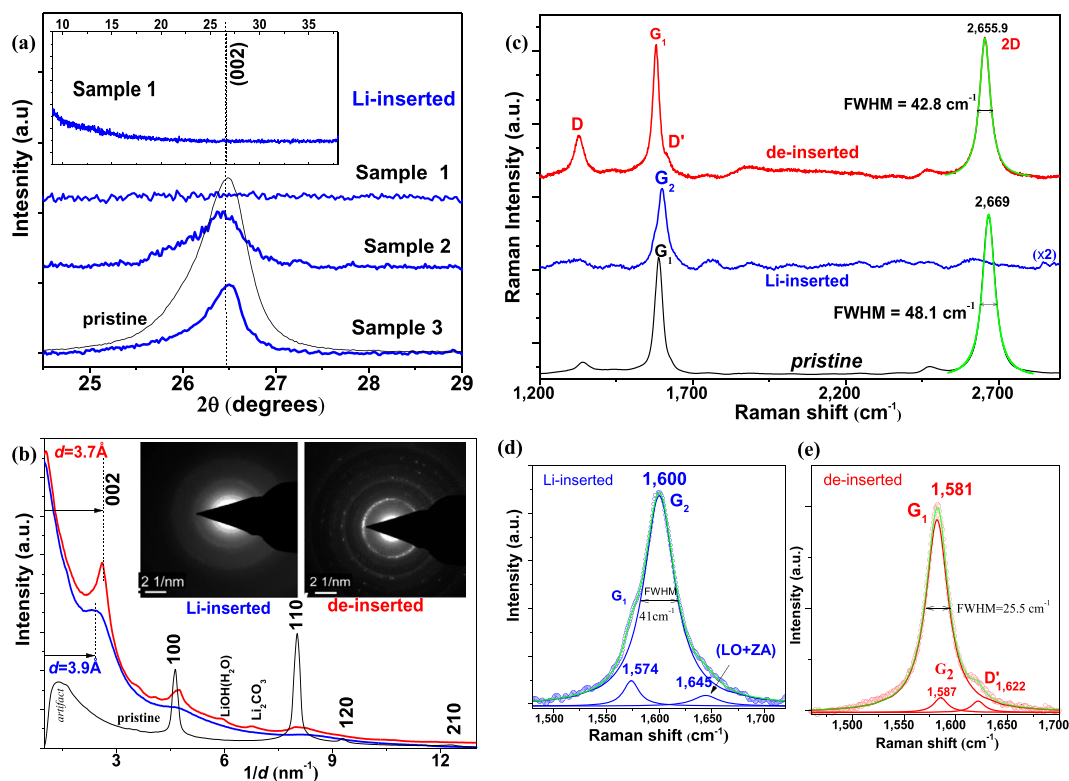 (a)
10 15 20 25 30 35
Sample 1
(002)
Li-inserted
Sample 1
Sample 2
pristine
Sample 3
Intesnity (a.u)
25 26 27 28 29
2θ (degrees)
(c)
G1
2,655.9
2D
FWHM = 42.8 cm-1
D
D'
de-inserted
G2
2,669
G1
(x2)
Li-inserted
FWHM = 48.1 cm-1
pristine
Raman Intensity (a.u.)
1,200 1,700 2,200 2,700
Raman shift (cm-1)
(b)
d=3.7Å
002
2 1/nm
2 1/nm
Li-inserted
de-inserted
d=3.9Å
artifact
pristine
100
LiOH(H2O)
Li2CO3
110
120
210
Intensity (a.u.)
3 6 9 12
1/d (nm-1)
(d)
Li-inserted
1,600
G2
G1
FWHM
41cm-1
(LO+ZA)
1,574
1,645
Intensity (a.u.)
1,500 1,550 1,600 1,650 1,700
Raman shift (cm-1)
(e)
de-inserted
1,581
G1
FWHM=25.5 cm-1
G2
D'
1,622
1,587
Intensity (a.u.)
1,500 1,550 1,600 1,650 1,700
Raman shift (cm-1)